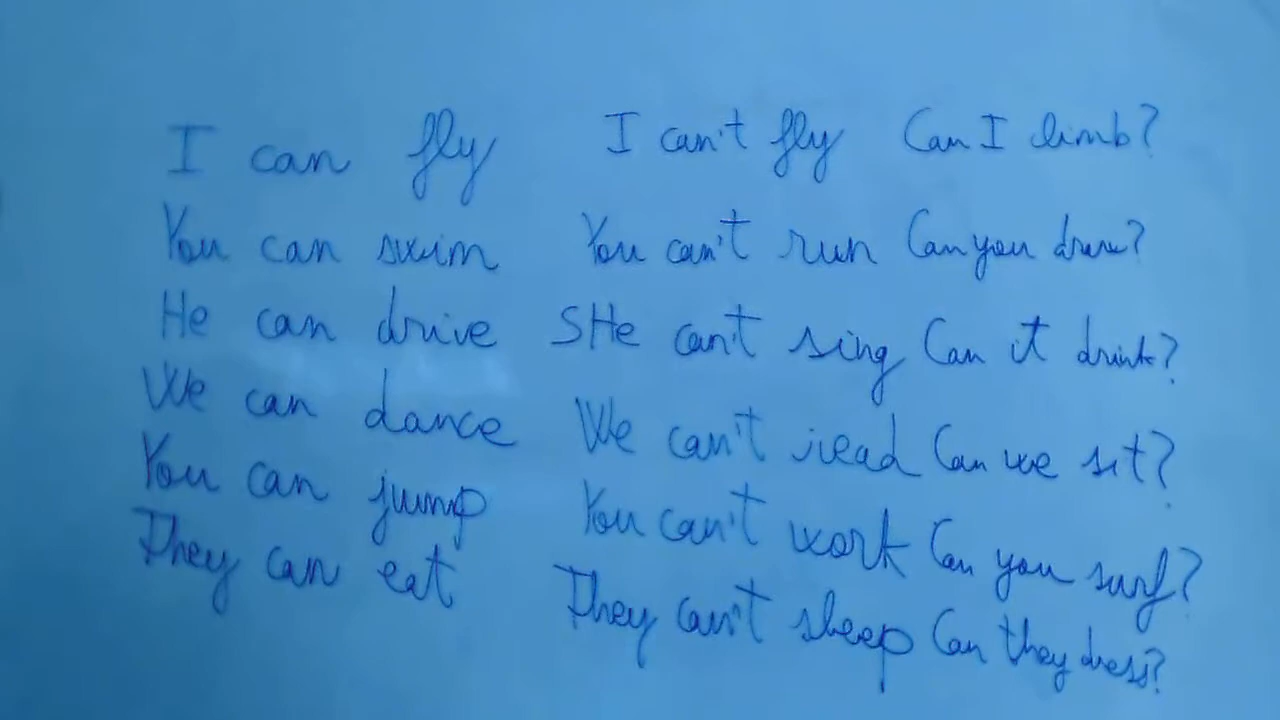 I can fly I can't fly Can I climb?
You can swim You can't run Can you draw?
He can drive SHe can't sing Can it drink?
We can dance We can't read Can we sit?
You can jump You can't work Can you surf?
They can eat They can't sleep Can they dress?